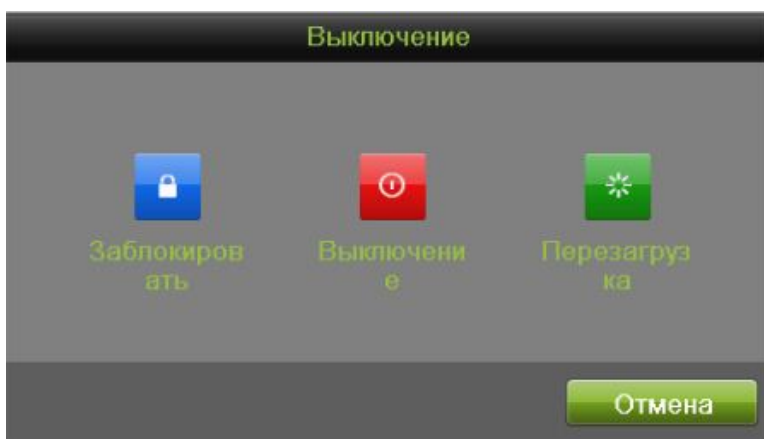 Выключение
Заблокиров
ать
Выключени
е
Перезагруз
ка
Отмена